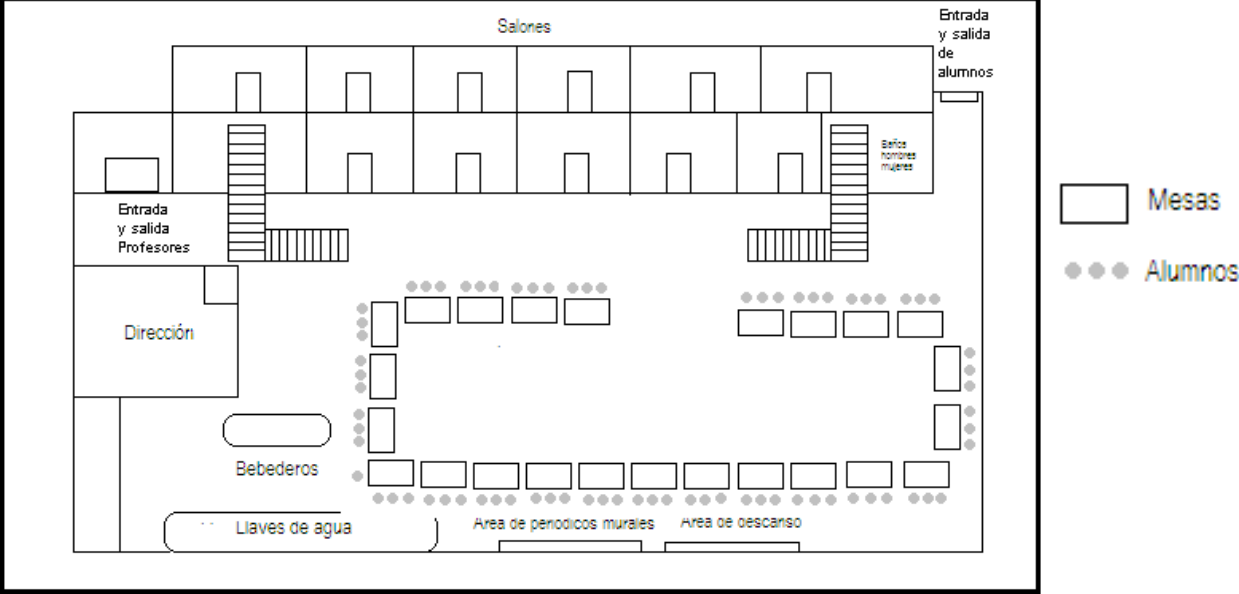 Salones
Entrada
y salida
de
alumnos
Baños
hombres
mujeres
Entrada
y salida
Profesores
Dirección
Bebederos
Llaves de agua
Area de periodicos murales
Area de descanso
Mesas
Alumnos